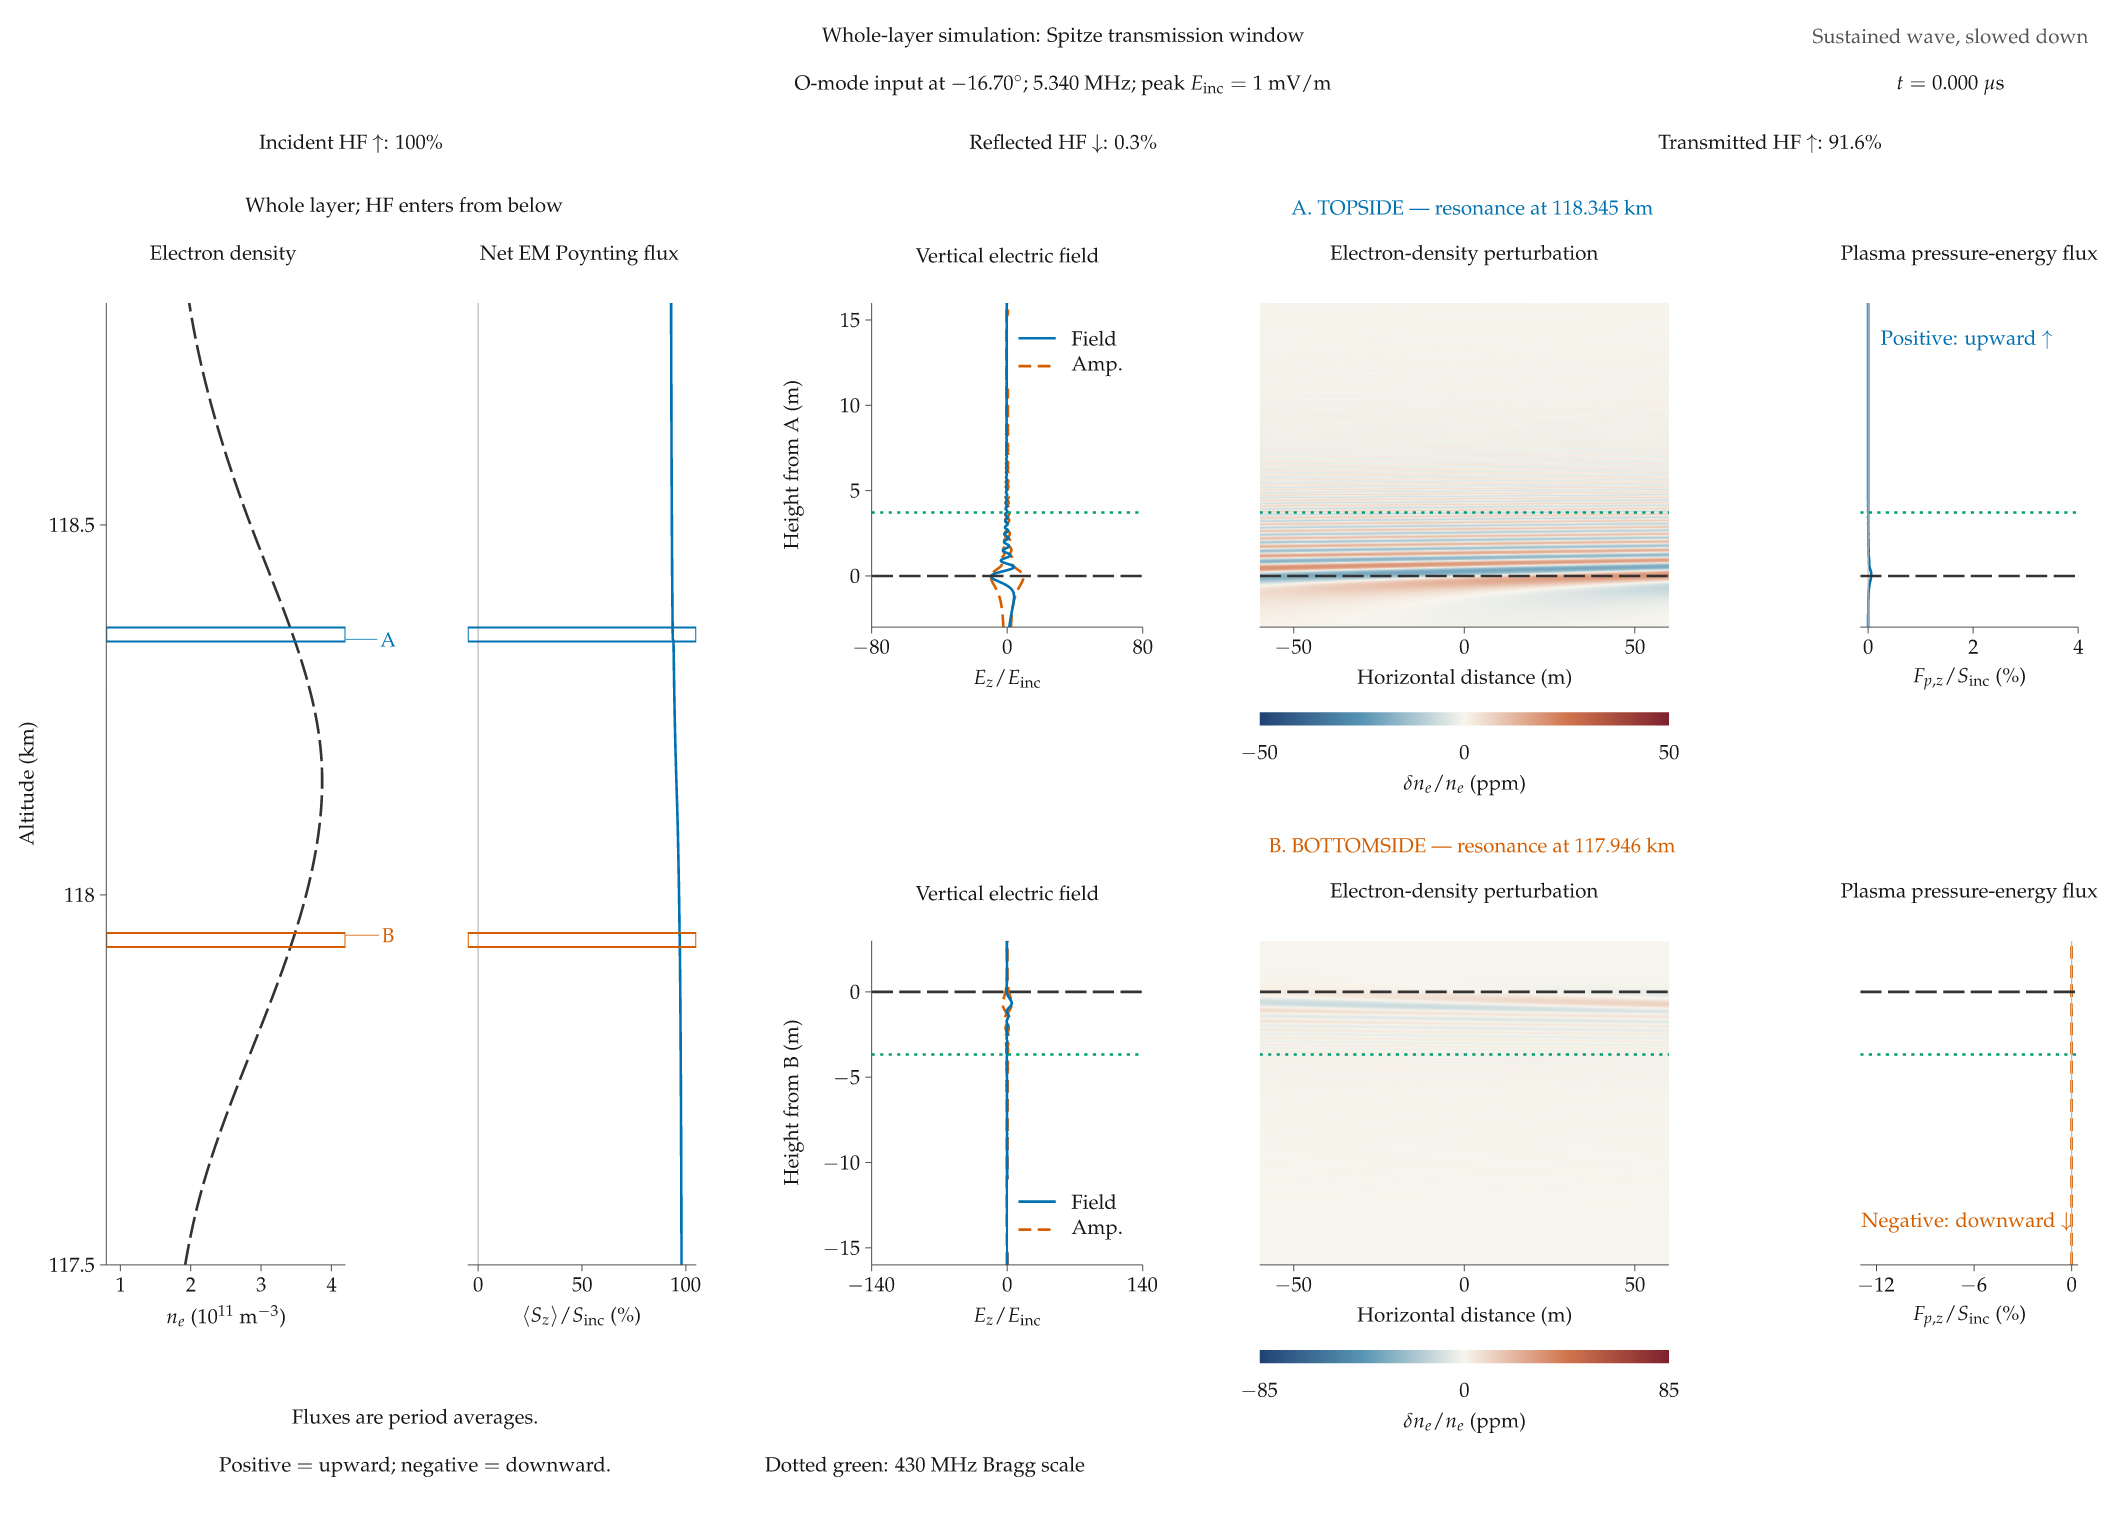 Whole-layer simulation: Spitze transmission window
Sustained wave, slowed down
O-mode input at −16.70°; 5.340 MHz; peak E_inc = 1 mV/m
t = 0.000 μs
Incident HF ↑: 100%
Reflected HF ↓: 0.3%
Transmitted HF ↑: 91.6%
Whole layer; HF enters from below
Electron density
Net EM Poynting flux
118.5
118
117.5
Altitude (km)
A
B
1 2 3 4
n_e (10¹¹ m⁻³)
0 50 100
⟨S_z⟩/S_inc (%)
A. TOPSIDE — resonance at 118.345 km
Vertical electric field
Electron-density perturbation
Plasma pressure-energy flux
15
10
5
0
Height from A (m)
Field
Amp.
Positive: upward ↑
−80 0 80
E_z/E_inc
−50 0 50
Horizontal distance (m)
0 2 4
F_p,z/S_inc (%)
−50 0 50
δn_e/n_e (ppm)
B. BOTTOMSIDE — resonance at 117.946 km
Vertical electric field
Electron-density perturbation
Plasma pressure-energy flux
0
−5
−10
−15
Height from B (m)
Field
Amp.
Negative: downward ↓
−140 0 140
E_z/E_inc
−50 0 50
Horizontal distance (m)
−12 −6 0
F_p,z/S_inc (%)
−85 0 85
δn_e/n_e (ppm)
Fluxes are period averages.
Positive = upward; negative = downward.
Dotted green: 430 MHz Bragg scale